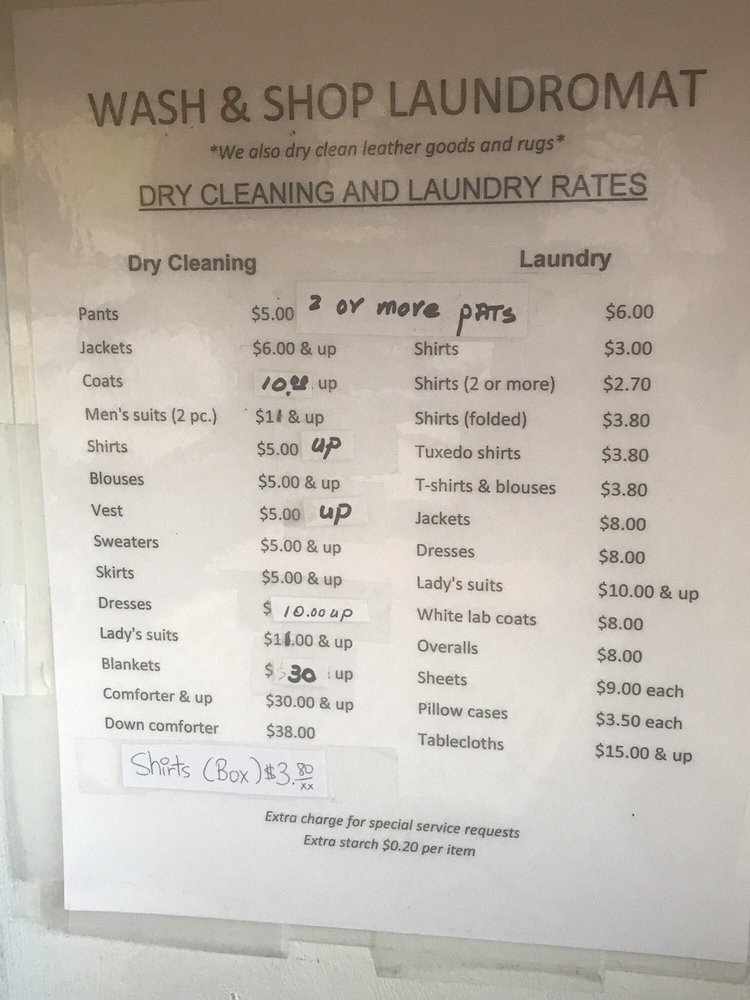 WASH & SHOP LAUNDROMAT
*We also dry clean leather goods and rugs*
DRY CLEANING AND LAUNDRY RATES
Dry Cleaning Laundry
Pants $5.00 2 or more pATs $6.00
Jackets $6.00 & up Shirts $3.00
Coats 10.00 up Shirts (2 or more) $2.70
Men's suits (2 pc.) $11 & up Shirts (folded) $3.80
Shirts $5.00 up Tuxedo shirts $3.80
Blouses $5.00 & up T-shirts & blouses $3.80
Vest $5.00 up Jackets $8.00
Sweaters $5.00 & up Dresses $8.00
Skirts $5.00 & up Lady's suits $10.00 & up
Dresses $ 10.00 up White lab coats $8.00
Lady's suits $11.00 & up Overalls $8.00
Blankets $ 30 up Sheets $9.00 each
Comforter & up $30.00 & up Pillow cases $3.50 each
Down comforter $38.00 Tablecloths $15.00 & up
Shirts (Box) $3.80/xx
Extra charge for special service requests
Extra starch $0.20 per item